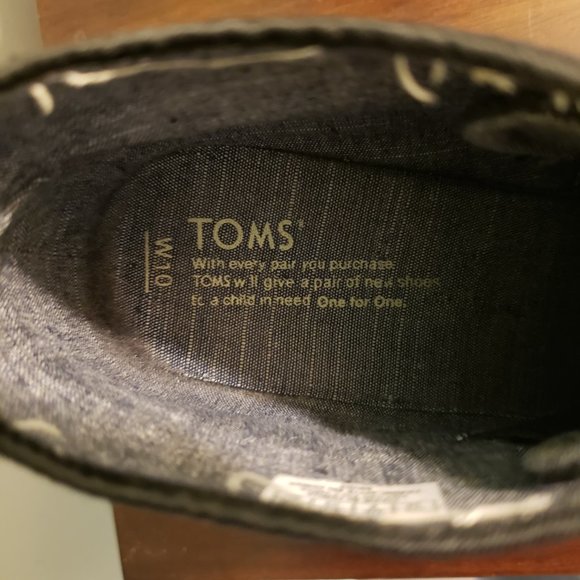 TOMS
W10
With every pair you purchase,
TOMS will give a pair of new shoes
to a child in need. One for One.